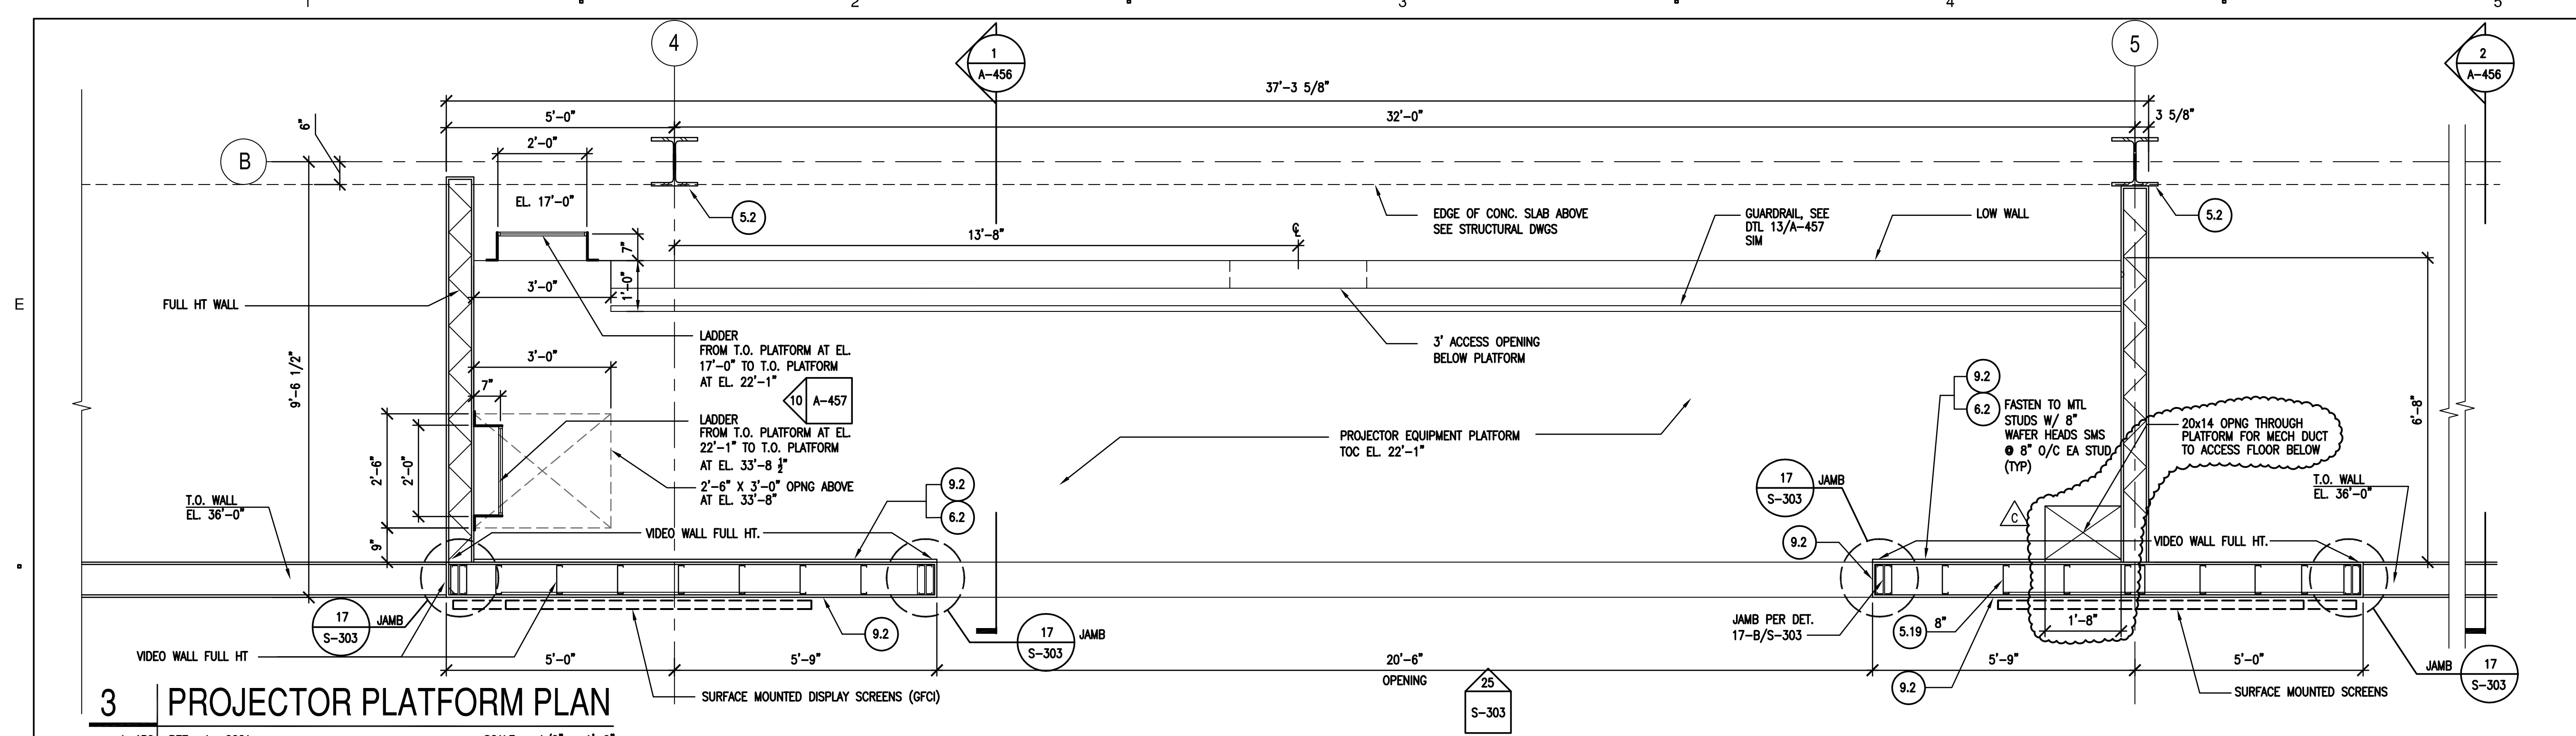 1
2
3
4
5
4
1
A-456
5
2
A-456
37'-3 5/8"
5'-0"
32'-0"
3 5/8"
6"
2'-0"
B
EL. 17'-0"
5.2
5.2
EDGE OF CONC. SLAB ABOVE
SEE STRUCTURAL DWGS
GUARDRAIL, SEE
DTL 13/A-457
SIM
LOW WALL
13'-8"
℄
7"
1'-0"
3'-0"
E
FULL HT WALL
LADDER
FROM T.O. PLATFORM AT EL.
17'-0" TO T.O. PLATFORM
AT EL. 22'-1"
3' ACCESS OPENING
BELOW PLATFORM
3'-0"
7"
9'-6 1/2"
10
A-457
LADDER
FROM T.O. PLATFORM AT EL.
22'-1" TO T.O. PLATFORM
AT EL. 33'-8 ½"
2'-6" X 3'-0" OPNG ABOVE
AT EL. 33'-8"
PROJECTOR EQUIPMENT PLATFORM
TOC EL. 22'-1"
9.2
6.2
FASTEN TO MTL
STUDS W/ 8"
WAFER HEADS SMS
@ 8" O/C EA STUD
(TYP)
20x14 OPNG THROUGH
PLATFORM FOR MECH DUCT
TO ACCESS FLOOR BELOW
6'-8"
2'-6"
2'-0"
9"
T.O. WALL
EL. 36'-0"
9.2
6.2
17
S-303
JAMB
T.O. WALL
EL. 36'-0"
C
VIDEO WALL FULL HT.
9.2
VIDEO WALL FULL HT.
17
S-303
JAMB
9.2
17
S-303
JAMB
JAMB PER DET.
17-B/S-303
5.19
8"
1'-8"
VIDEO WALL FULL HT
5'-0"
5'-9"
20'-6"
OPENING
5'-9"
5'-0"
JAMB
17
S-303
25
S-303
9.2
SURFACE MOUNTED DISPLAY SCREENS (GFCI)
SURFACE MOUNTED SCREENS
3
PROJECTOR PLATFORM PLAN